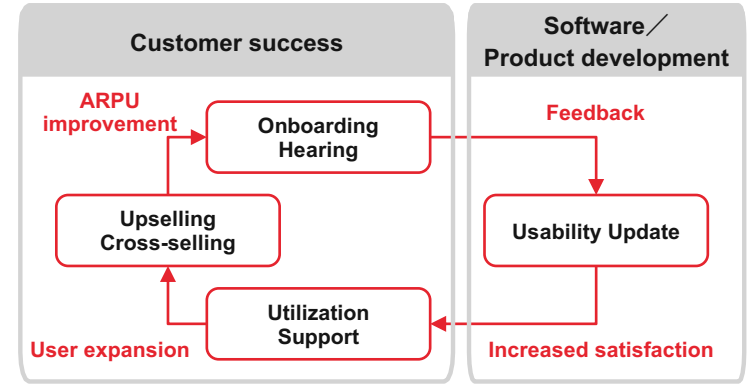 Customer success
Software／
Product development
ARPU
improvement
Onboarding
Hearing
Feedback
Upselling
Cross-selling
Usability Update
Utilization
Support
User expansion
Increased satisfaction